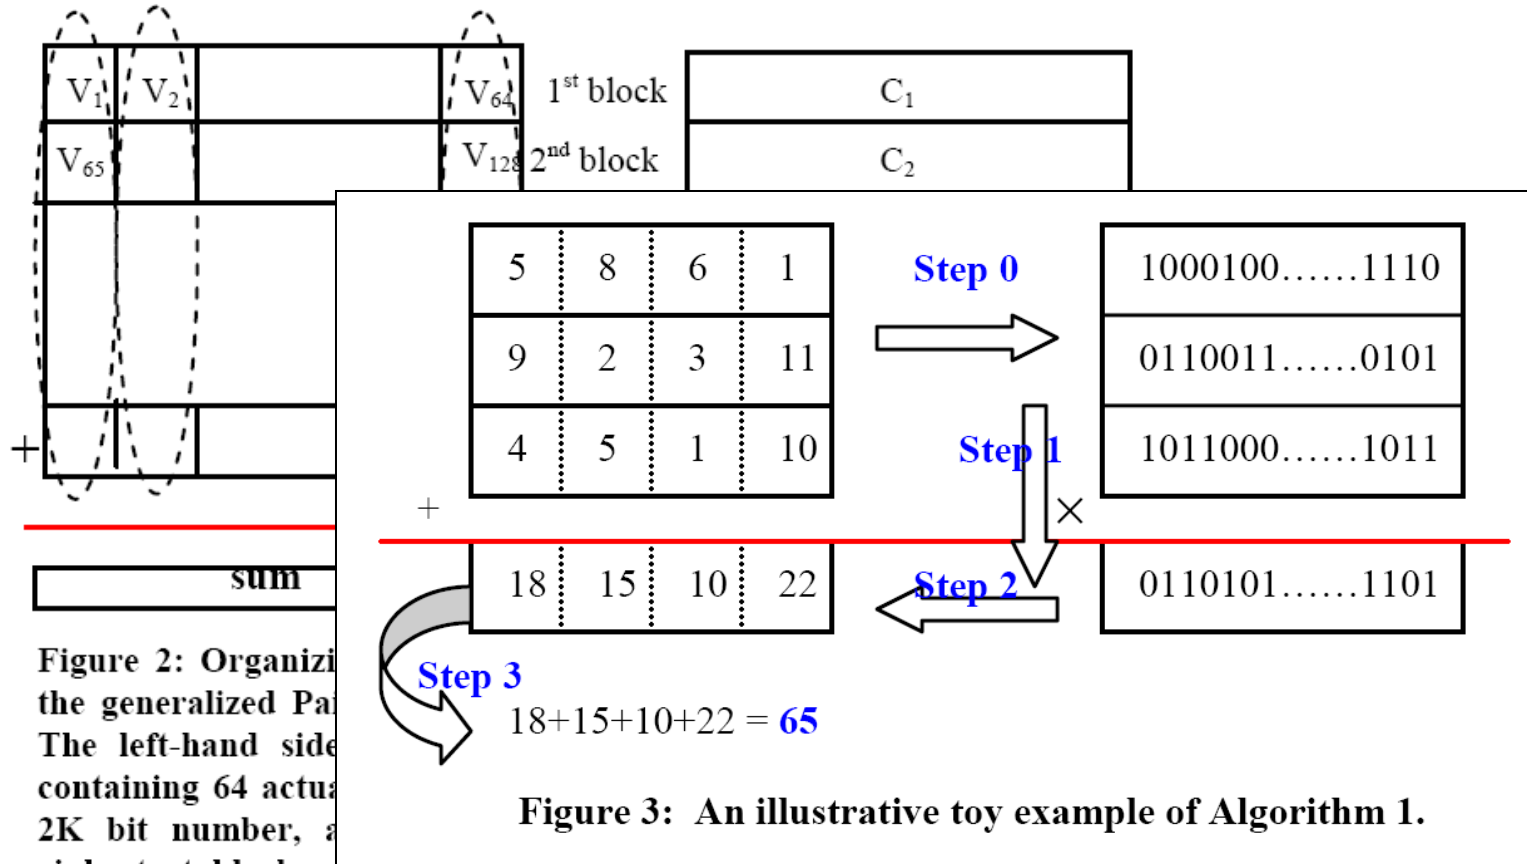 V1 V2 V64 1st block C1
V65 V128 2nd block C2
5 8 6 1 Step 0 1000100......1110
9 2 3 11 0110011......0101
4 5 1 10 Step 1 1011000......1011
+
+ ×
18 15 10 22 Step 2 0110101......1101
sum
Step 3
18+15+10+22 = 65
Figure 3: An illustrative toy example of Algorithm 1.
Figure 2: Organizi
the generalized Pai
The left-hand side
containing 64 actua
2K bit number, a